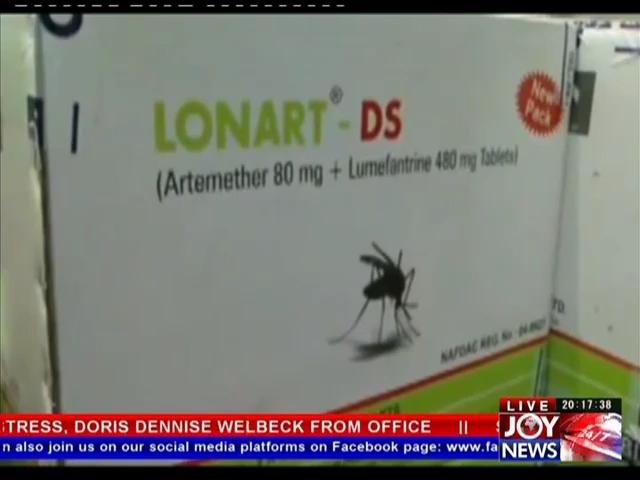 LONART® - DS
(Artemether 80 mg + Lumefantrine 480 mg Tablets)
New Pack
NAFDAC REG. No
LIVE 20:17:38
JOY NEWS 24/7
TRESS, DORIS DENNISE WELBECK FROM OFFICE || S
n also join us on our social media platforms on Facebook page: www.fa